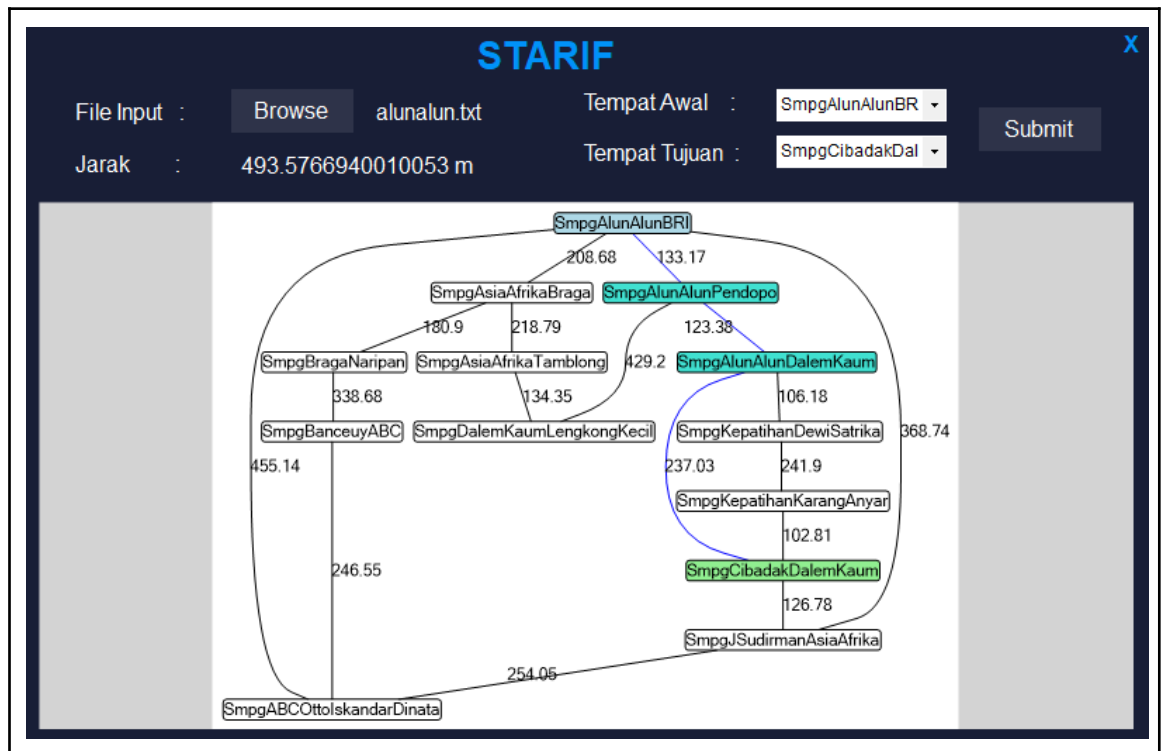 STARIF
X
File Input :
Browse
alunalun.txt
Tempat Awal :
SmpgAlunAlunBR
Submit
Jarak :
493.5766940010053 m
Tempat Tujuan :
SmpgCibadakDal
SmpgAlunAlunBRI
208.68
133.17
SmpgAsiaAfrikaBraga
SmpgAlunAlunPendopo
180.9
218.79
123.38
SmpgBragaNaripan
SmpgAsiaAfrikaTamblong
429.2
SmpgAlunAlunDalemKaum
338.68
134.35
106.18
SmpgBanceuyABC
SmpgDalemKaumLengkongKecil
SmpgKepatihanDewiSatrika
368.74
455.14
237.03
241.9
SmpgKepatihanKarangAnyar
102.81
246.55
SmpgCibadakDalemKaum
126.78
SmpgJSudirmanAsiaAfrika
254.05
SmpgABCOttoIskandarDinata